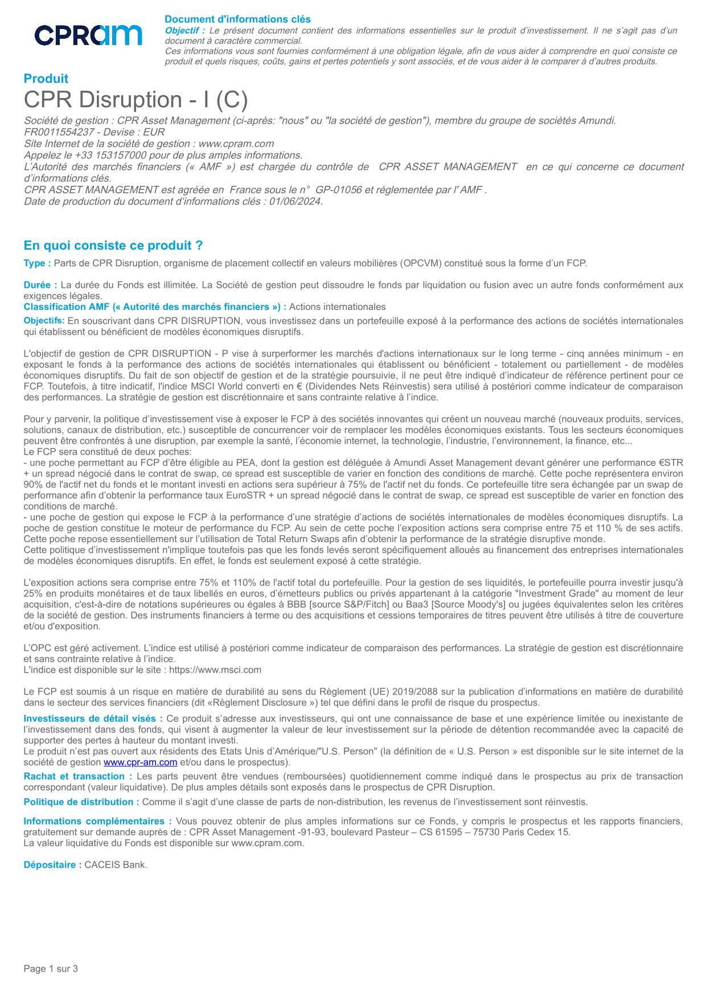 CPRam
Document d'informations clés
Objectif : Le présent document contient des informations essentielles sur le produit d’investissement. Il ne s’agit pas d’un
document à caractère commercial.
Ces informations vous sont fournies conformément à une obligation légale, afin de vous aider à comprendre en quoi consiste ce
produit et quels risques, coûts, gains et pertes potentiels y sont associés, et de vous aider à le comparer à d’autres produits.
Produit
CPR Disruption - I (C)
Société de gestion : CPR Asset Management (ci-après: "nous" ou "la société de gestion"), membre du groupe de sociétés Amundi.
FR0011554237 - Devise : EUR
Site Internet de la société de gestion : www.cpram.com
Appelez le +33 153157000 pour de plus amples informations.
L’Autorité des marchés financiers (« AMF ») est chargée du contrôle de CPR ASSET MANAGEMENT en ce qui concerne ce document
d’informations clés.
CPR ASSET MANAGEMENT est agréée en France sous le n° GP-01056 et réglementée par l' AMF .
Date de production du document d‘informations clés : 01/06/2024.
En quoi consiste ce produit ?
Type : Parts de CPR Disruption, organisme de placement collectif en valeurs mobilières (OPCVM) constitué sous la forme d’un FCP.
Durée : La durée du Fonds est illimitée. La Société de gestion peut dissoudre le fonds par liquidation ou fusion avec un autre fonds conformément aux
exigences légales.
Classification AMF (« Autorité des marchés financiers ») : Actions internationales
Objectifs: En souscrivant dans CPR DISRUPTION, vous investissez dans un portefeuille exposé à la performance des actions de sociétés internationales
qui établissent ou bénéficient de modèles économiques disruptifs.
L'objectif de gestion de CPR DISRUPTION - P vise à surperformer les marchés d'actions internationaux sur le long terme - cinq années minimum - en
exposant le fonds à la performance des actions de sociétés internationales qui établissent ou bénéficient - totalement ou partiellement - de modèles
économiques disruptifs. Du fait de son objectif de gestion et de la stratégie poursuivie, il ne peut être indiqué d’indicateur de référence pertinent pour ce
FCP. Toutefois, à titre indicatif, l'indice MSCI World converti en € (Dividendes Nets Réinvestis) sera utilisé à postériori comme indicateur de comparaison
des performances. La stratégie de gestion est discrétionnaire et sans contrainte relative à l’indice.
Pour y parvenir, la politique d’investissement vise à exposer le FCP à des sociétés innovantes qui créent un nouveau marché (nouveaux produits, services,
solutions, canaux de distribution, etc.) susceptible de concurrencer voir de remplacer les modèles économiques existants. Tous les secteurs économiques
peuvent être confrontés à une disruption, par exemple la santé, l’économie internet, la technologie, l’industrie, l’environnement, la finance, etc...
Le FCP sera constitué de deux poches:
- une poche permettant au FCP d’être éligible au PEA, dont la gestion est déléguée à Amundi Asset Management devant générer une performance €STR
+ un spread négocié dans le contrat de swap, ce spread est susceptible de varier en fonction des conditions de marché. Cette poche représentera environ
90% de l'actif net du fonds et le montant investi en actions sera supérieur à 75% de l'actif net du fonds. Ce portefeuille titre sera échangée par un swap de
performance afin d’obtenir la performance taux EuroSTR + un spread négocié dans le contrat de swap, ce spread est susceptible de varier en fonction des
conditions de marché.
- une poche de gestion qui expose le FCP à la performance d’une stratégie d’actions de sociétés internationales de modèles économiques disruptifs. La
poche de gestion constitue le moteur de performance du FCP. Au sein de cette poche l’exposition actions sera comprise entre 75 et 110 % de ses actifs.
Cette poche repose essentiellement sur l’utilisation de Total Return Swaps afin d’obtenir la performance de la stratégie disruptive monde.
Cette politique d’investissement n'implique toutefois pas que les fonds levés seront spécifiquement alloués au financement des entreprises internationales
de modèles économiques disruptifs. En effet, le fonds est seulement exposé à cette stratégie.
L'exposition actions sera comprise entre 75% et 110% de l'actif total du portefeuille. Pour la gestion de ses liquidités, le portefeuille pourra investir jusqu'à
25% en produits monétaires et de taux libellés en euros, d’émetteurs publics ou privés appartenant à la catégorie "Investment Grade" au moment de leur
acquisition, c'est-à-dire de notations supérieures ou égales à BBB [source S&P/Fitch] ou Baa3 [Source Moody's] ou jugées équivalentes selon les critères
de la société de gestion. Des instruments financiers à terme ou des acquisitions et cessions temporaires de titres peuvent être utilisés à titre de couverture
et/ou d'exposition.
L’OPC est géré activement. L’indice est utilisé à postériori comme indicateur de comparaison des performances. La stratégie de gestion est discrétionnaire
et sans contrainte relative à l’indice.
L'indice est disponible sur le site : https://www.msci.com
Le FCP est soumis à un risque en matière de durabilité au sens du Règlement (UE) 2019/2088 sur la publication d’informations en matière de durabilité
dans le secteur des services financiers (dit «Règlement Disclosure ») tel que défini dans le profil de risque du prospectus.
Investisseurs de détail visés : Ce produit s’adresse aux investisseurs, qui ont une connaissance de base et une expérience limitée ou inexistante de
l’investissement dans des fonds, qui visent à augmenter la valeur de leur investissement sur la période de détention recommandée avec la capacité de
supporter des pertes à hauteur du montant investi.
Le produit n’est pas ouvert aux résidents des Etats Unis d’Amérique/"U.S. Person" (la définition de « U.S. Person » est disponible sur le site internet de la
société de gestion www.cpr-am.com et/ou dans le prospectus).
Rachat et transaction : Les parts peuvent être vendues (remboursées) quotidiennement comme indiqué dans le prospectus au prix de transaction
correspondant (valeur liquidative). De plus amples détails sont exposés dans le prospectus de CPR Disruption.
Politique de distribution : Comme il s’agit d’une classe de parts de non-distribution, les revenus de l’investissement sont réinvestis.
Informations complémentaires : Vous pouvez obtenir de plus amples informations sur ce Fonds, y compris le prospectus et les rapports financiers,
gratuitement sur demande auprès de : CPR Asset Management -91-93, boulevard Pasteur – CS 61595 – 75730 Paris Cedex 15.
La valeur liquidative du Fonds est disponible sur www.cpram.com.
Dépositaire : CACEIS Bank.
Page 1 sur 3